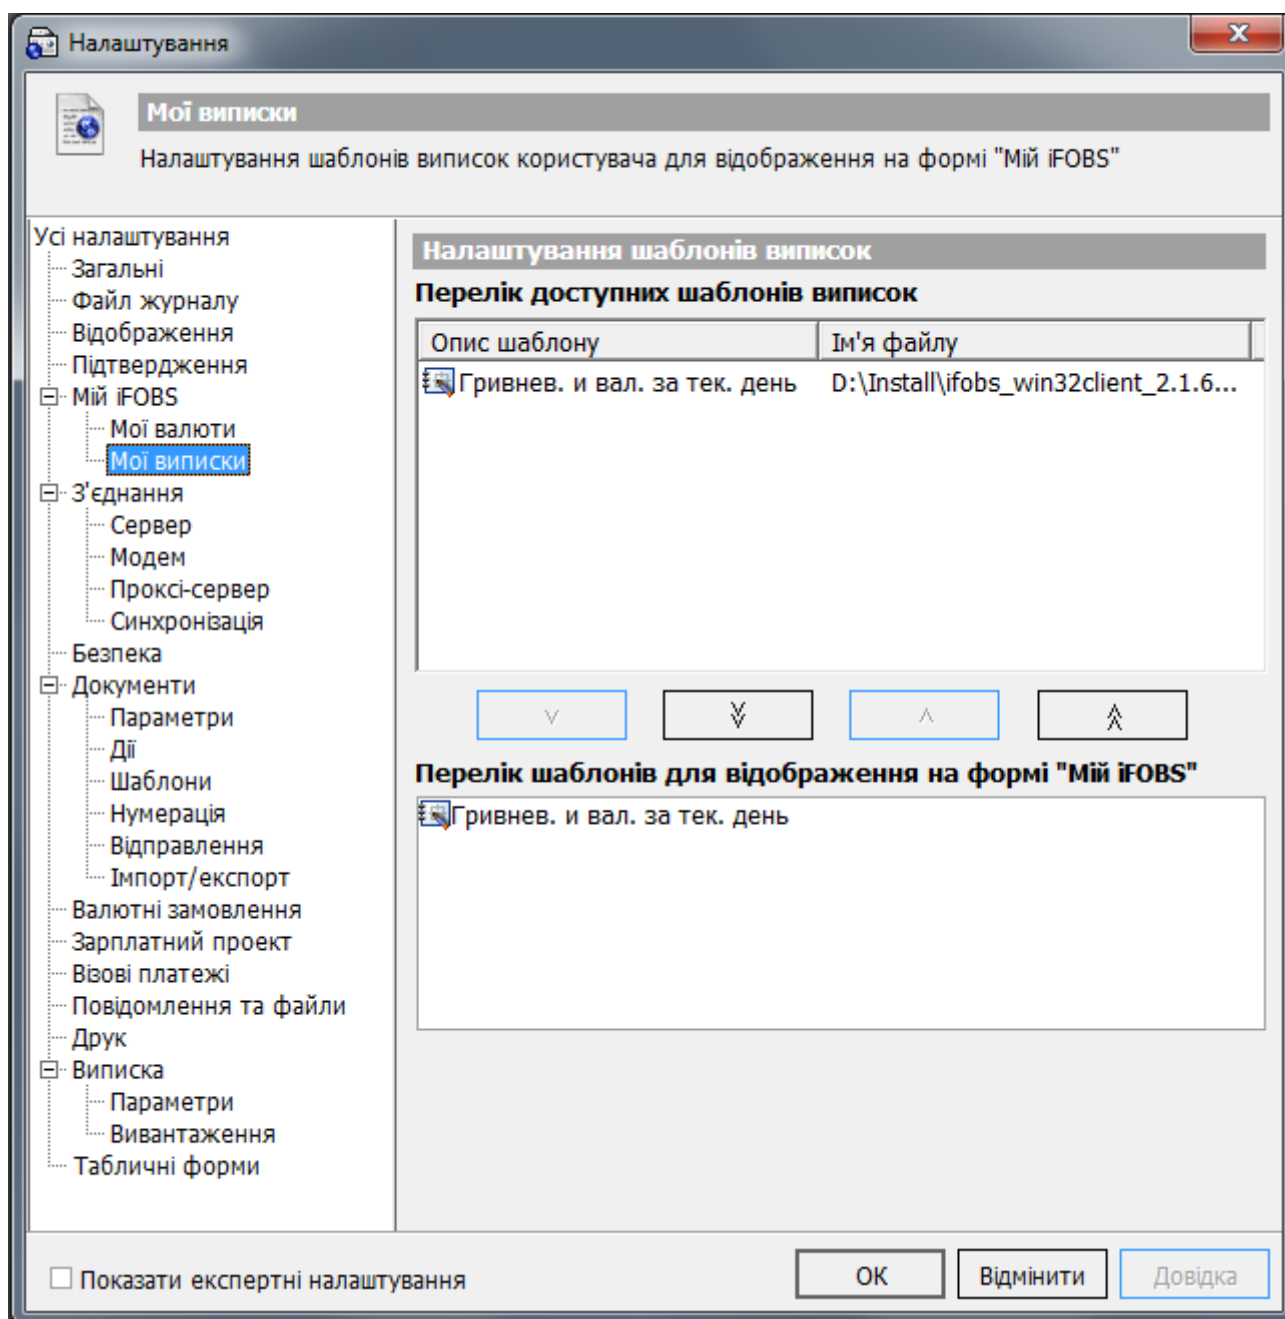 Налаштування
Мої виписки
Налаштування шаблонів виписок користувача для відображення на формі "Мій iFOBS"
Усі налаштування
Загальні
Файл журналу
Відображення
Підтвердження
Мій iFOBS
Мої валюти
Мої виписки
З'єднання
Сервер
Модем
Проксі-сервер
Синхронізація
Безпека
Документи
Параметри
Дії
Шаблони
Нумерація
Відправлення
Імпорт/експорт
Валютні замовлення
Зарплатний проект
Візові платежі
Повідомлення та файли
Друк
Виписка
Параметри
Вивантаження
Табличні форми
Налаштування шаблонів виписок
Перелік доступних шаблонів виписок
Опис шаблону Ім'я файлу
Гривнев. и вал. за тек. день D:\Install\ifobs_win32client_2.1.6...
Перелік шаблонів для відображення на формі "Мій iFOBS"
Гривнев. и вал. за тек. день
Показати експертні налаштування
ОК Відмінити Довідка